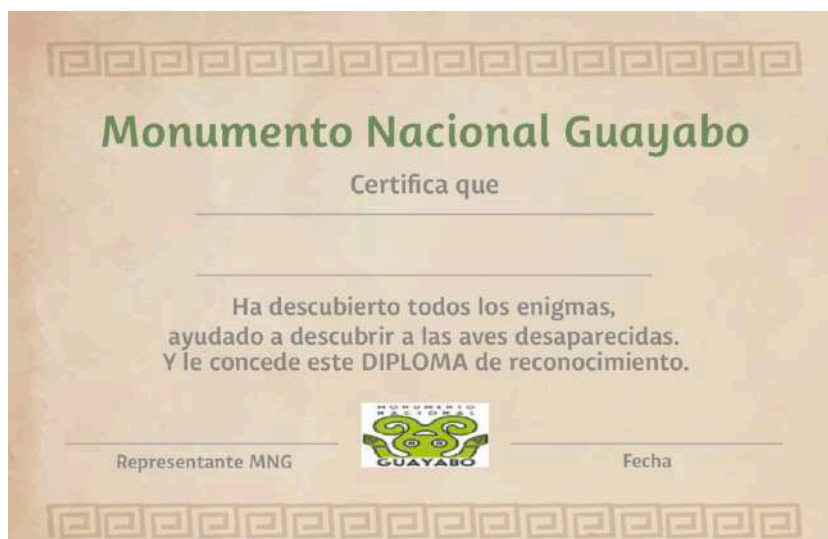 Monumento Nacional Guayabo
Certifica que
Ha descubierto todos los enigmas,
ayudado a descubrir a las aves desaparecidas.
Y le concede este DIPLOMA de reconocimiento.
MONUMENTO
NACIONAL
GUAYABO
Representante MNG
Fecha